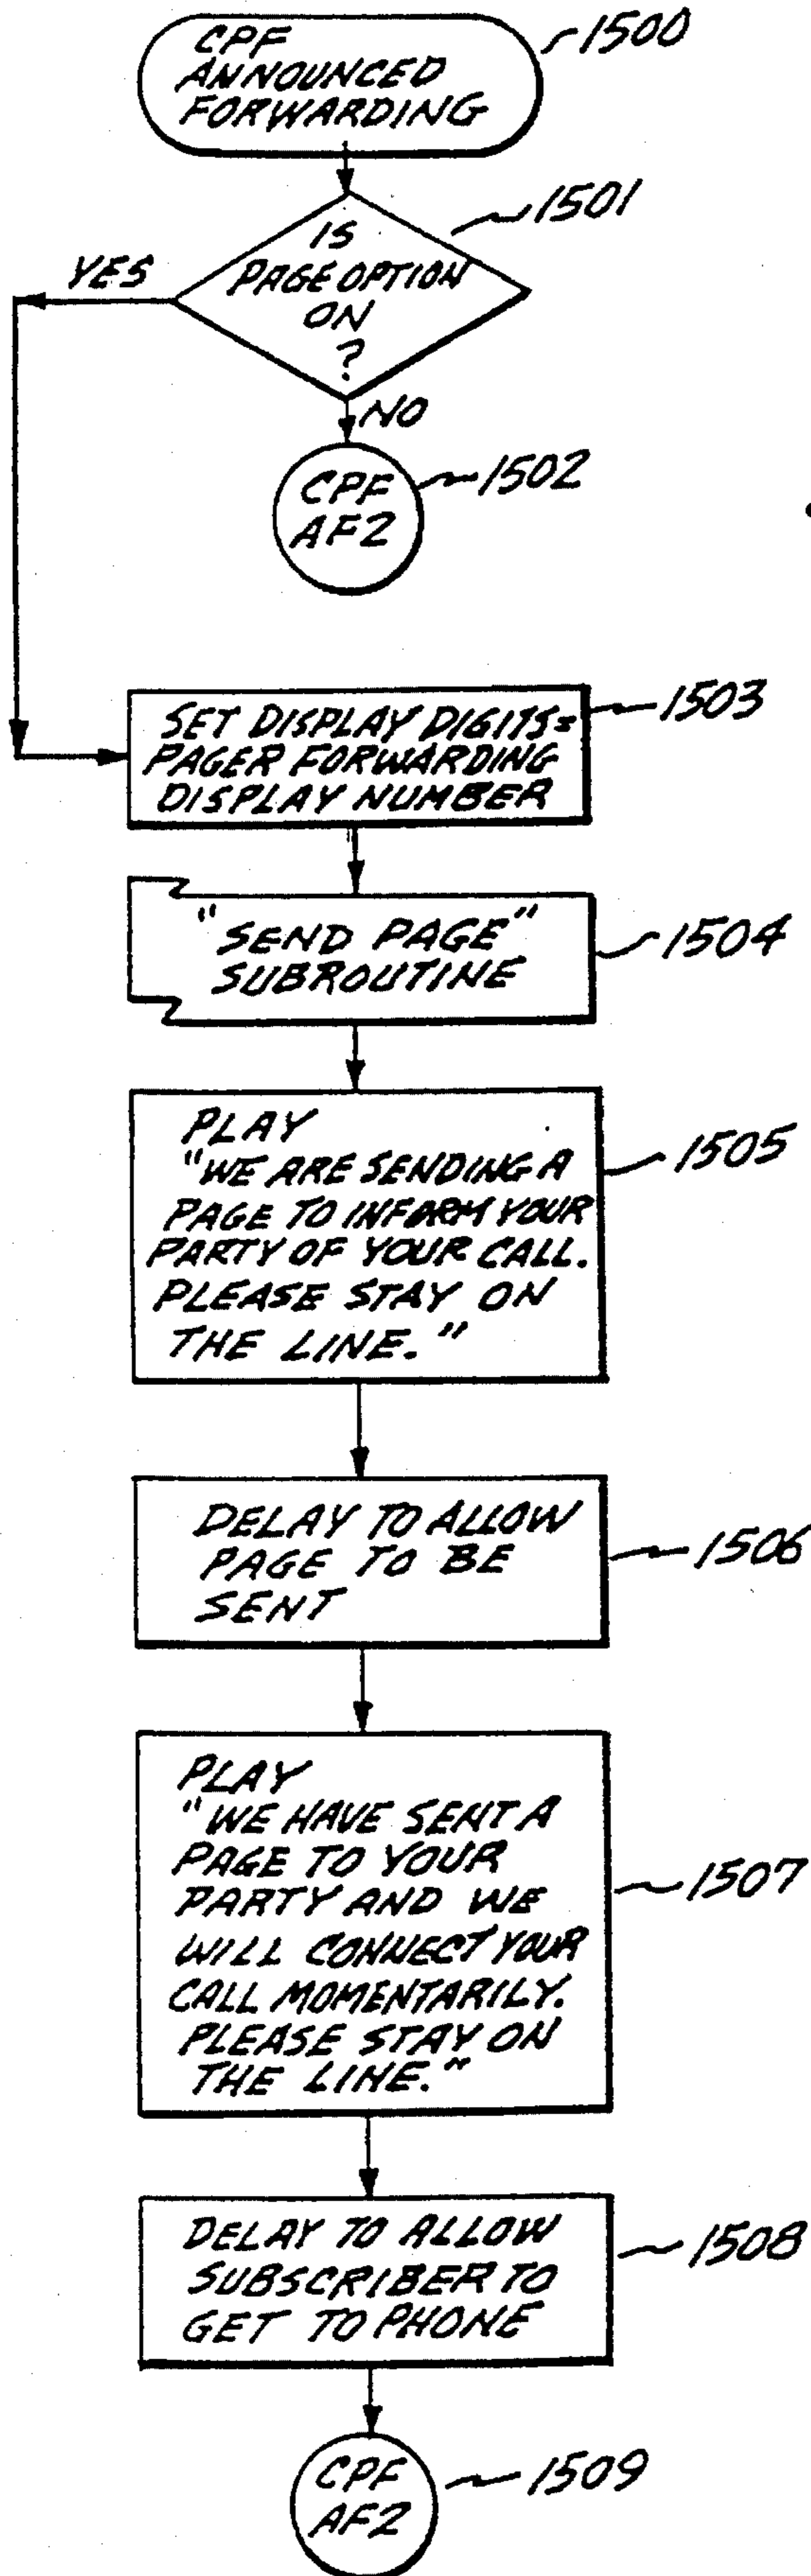 CPF
ANNOUNCED
FORWARDING
1500
1501
IS
PAGE OPTION
ON
?
YES
NO
CPF
AF2
1502
SET DISPLAY DIGITS=
PAGER FORWARDING
DISPLAY NUMBER
1503
"SEND PAGE"
SUBROUTINE
1504
PLAY
"WE ARE SENDING A
PAGE TO INFORM YOUR
PARTY OF YOUR CALL.
PLEASE STAY ON
THE LINE."
1505
DELAY TO ALLOW
PAGE TO BE
SENT
1506
PLAY
"WE HAVE SENT A
PAGE TO YOUR
PARTY AND WE
WILL CONNECT YOUR
CALL MOMENTARILY.
PLEASE STAY ON
THE LINE."
1507
DELAY TO ALLOW
SUBSCRIBER TO
GET TO PHONE
1508
CPF
AF2
1509